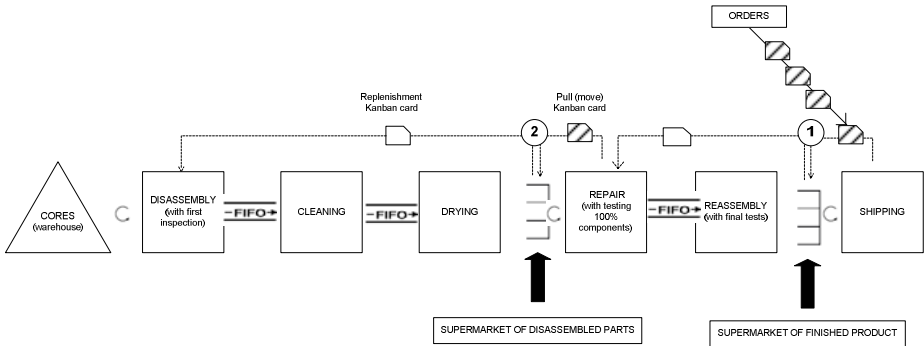 ORDERS
Replenishment
Kanban card
Pull (move)
Kanban card
2
1
CORES
(warehouse)
DISASSEMBLY
(with first
inspection)
FIFO
CLEANING
FIFO
DRYING
REPAIR
(with testing
100%
components)
FIFO
REASSEMBLY
(with final tests)
SHIPPING
SUPERMARKET OF DISASSEMBLED PARTS
SUPERMARKET OF FINISHED PRODUCT